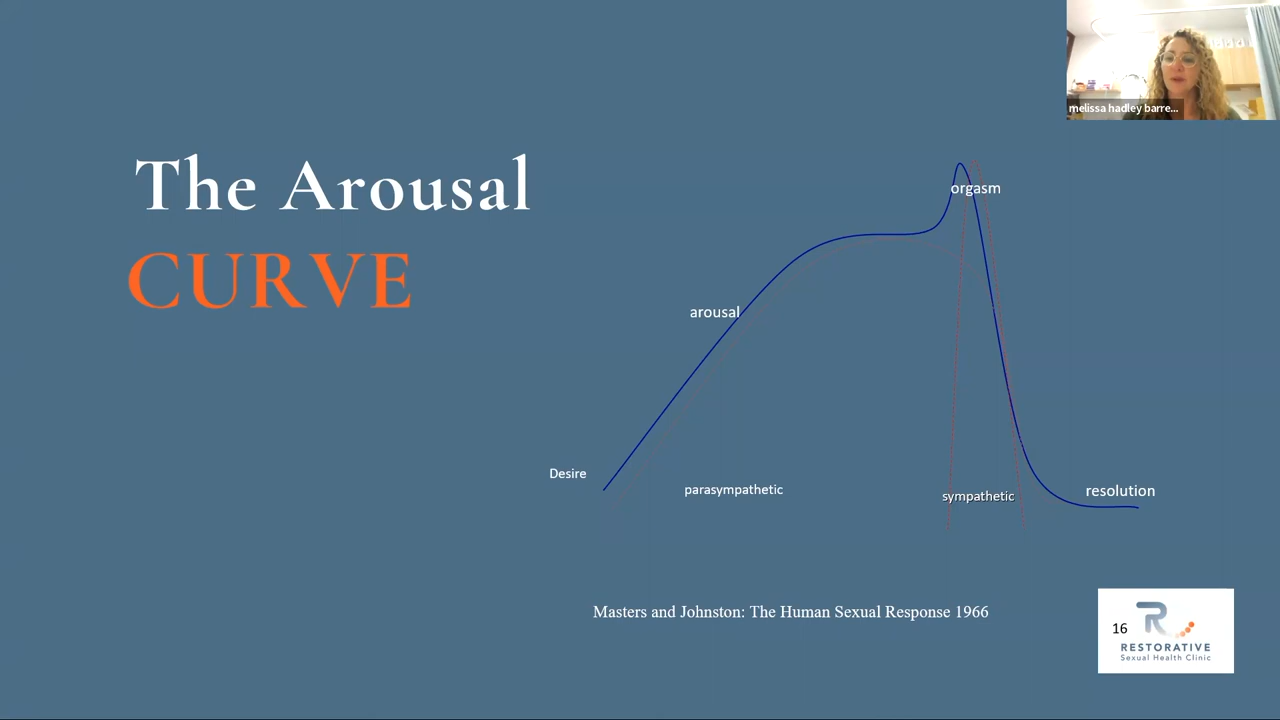 melissa hadley barre...
The Arousal
CURVE
orgasm
arousal
Desire
parasympathetic
sympathetic
resolution
Masters and Johnston: The Human Sexual Response 1966
16
RESTORATIVE
Sexual Health Clinic